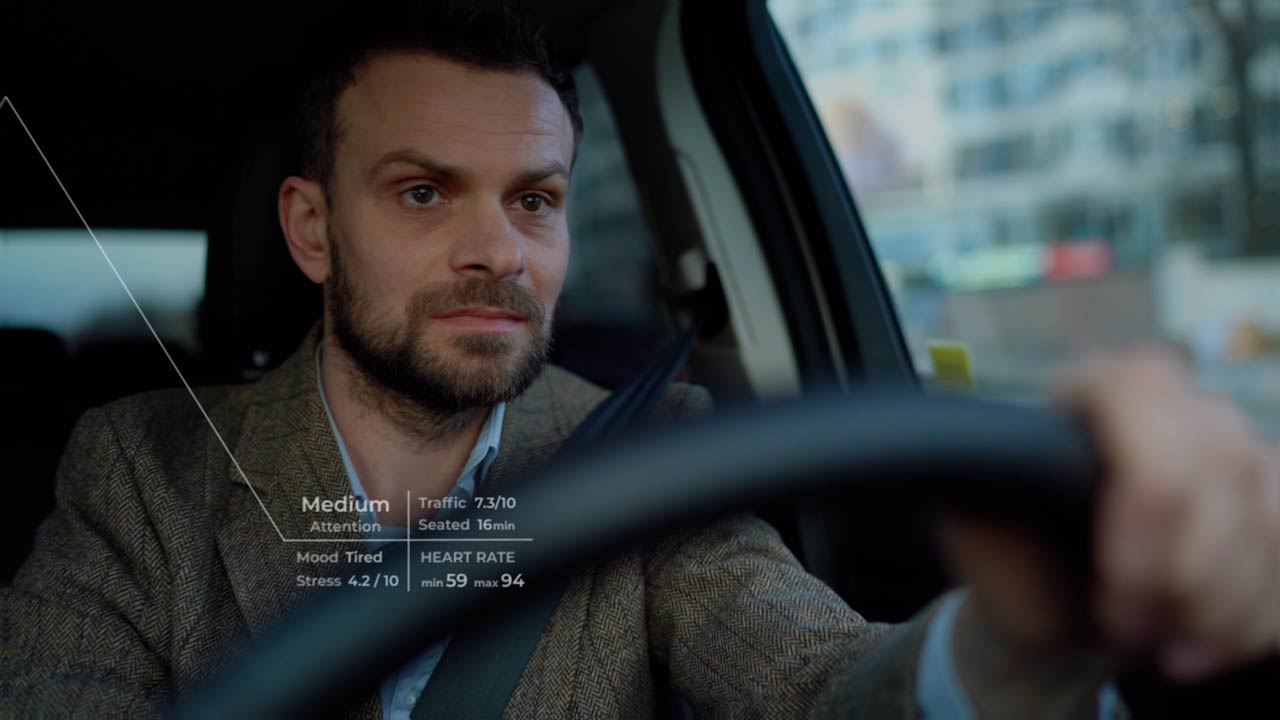 Medium
Attention
Traffic 7.3/10
Seated 16min
Mood Tired
Stress 4.2 / 10
HEART RATE
min 59 max 94